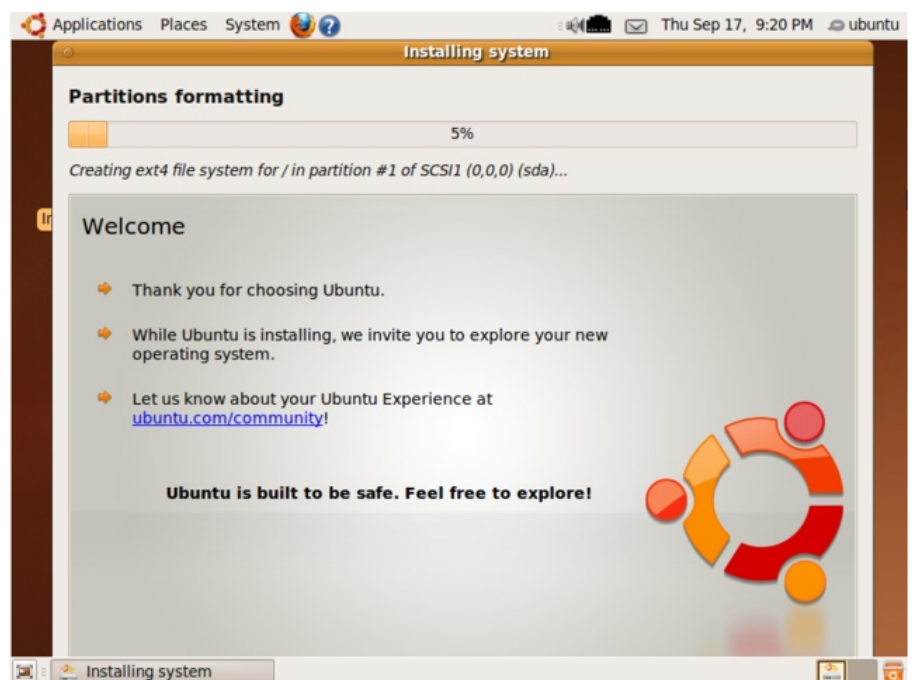 Applications Places System Thu Sep 17, 9:20 PM ubuntu
Installing system
Partitions formatting
5%
Creating ext4 file system for / in partition #1 of SCSI1 (0,0,0) (sda)...
In
Welcome
Thank you for choosing Ubuntu.
While Ubuntu is installing, we invite you to explore your new
operating system.
Let us know about your Ubuntu Experience at
ubuntu.com/community!
Ubuntu is built to be safe. Feel free to explore!
Installing system